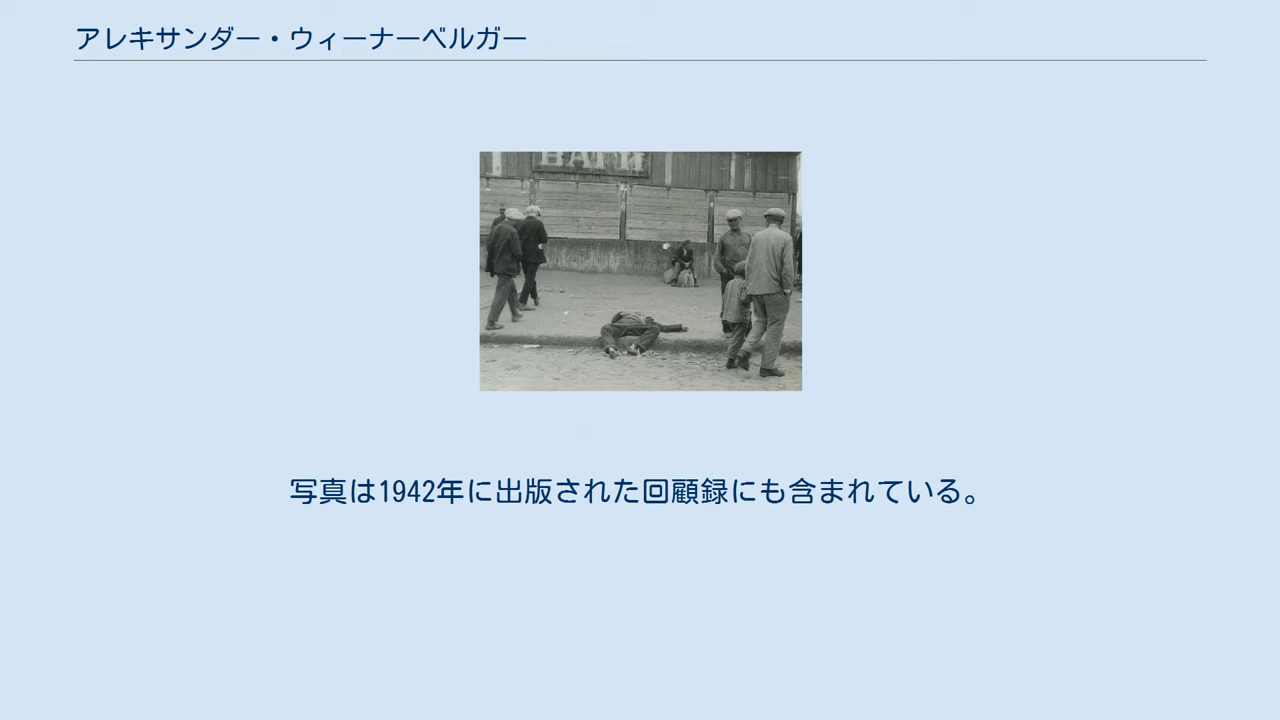 アレキサンダー・ウィーナーベルガー
写真は1942年に出版された回顧録にも含まれている。